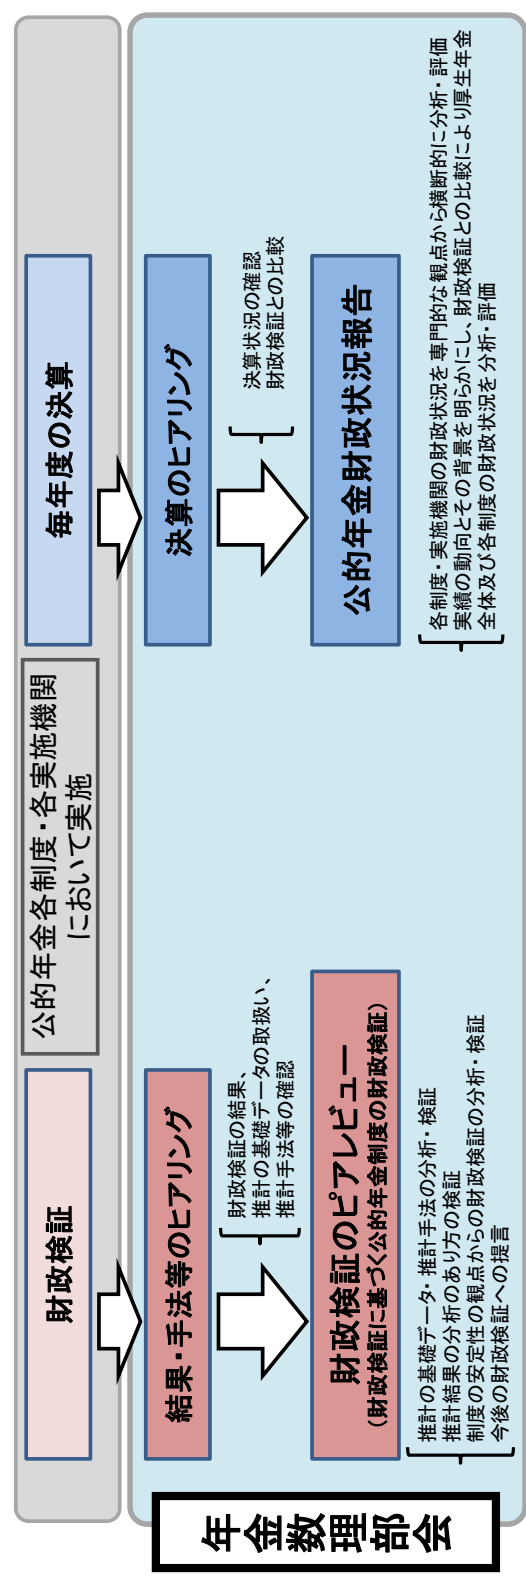 公的年金各制度・各実施機関
において実施
財政検証
毎年度の決算
年金数理部会
結果・手法等のヒアリング
財政検証の結果、
推計の基礎データの取扱い、
推計手法等の確認
財政検証のピアレビュー
(財政検証に基づく公的年金制度の財政検証)
推計の基礎データ・推計手法の分析・検証
推計結果の分析のあり方の検証
制度の安定性の観点からの財政検証の分析・検証
今後の財政検証への提言
決算のヒアリング
決算状況の確認
財政検証との比較
公的年金財政状況報告
各制度・実施機関の財政状況を専門的な観点から横断的に分析・評価
実績の動向とその背景を明らかにし、財政検証との比較により厚生年金
全体及び各制度の財政状況を分析・評価